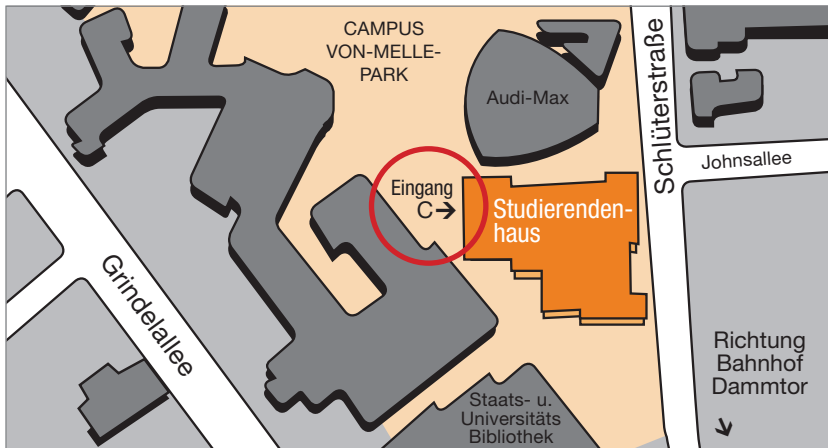 CAMPUS
VON-MELLE-
PARK
Audi-Max
Schlüterstraße
Johnsallee
Eingang
C→
Studierenden-
haus
Grindelallee
Richtung
Bahnhof
Dammtor
Staats- u.
Universitäts
Bibliothek